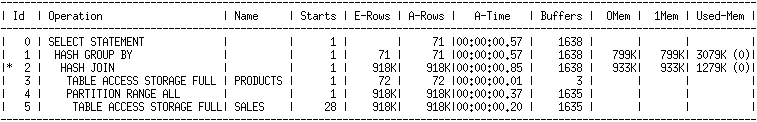 | Id | Operation | Name | Starts | E-Rows | A-Rows | A-Time | Buffers | OMem | 1Mem | Used-Mem |
| 0 | SELECT STATEMENT | | 1 | | 71 |00:00:00.57 | 1638 | | | |
| 1 | HASH GROUP BY | | 1 | 71 | 71 |00:00:00.57 | 1638 | 799K| 799K| 3079K (0)|
|* 2 | HASH JOIN | | 1 | 918K| 918K|00:00:00.85 | 1638 | 933K| 933K| 1279K (0)|
| 3 | TABLE ACCESS STORAGE FULL | PRODUCTS | 1 | 72 | 72 |00:00:00.01 | 3 | | | |
| 4 | PARTITION RANGE ALL | | 1 | 918K| 918K|00:00:00.37 | 1635 | | | |
| 5 | TABLE ACCESS STORAGE FULL| SALES | 28 | 918K| 918K|00:00:00.20 | 1635 | | | |